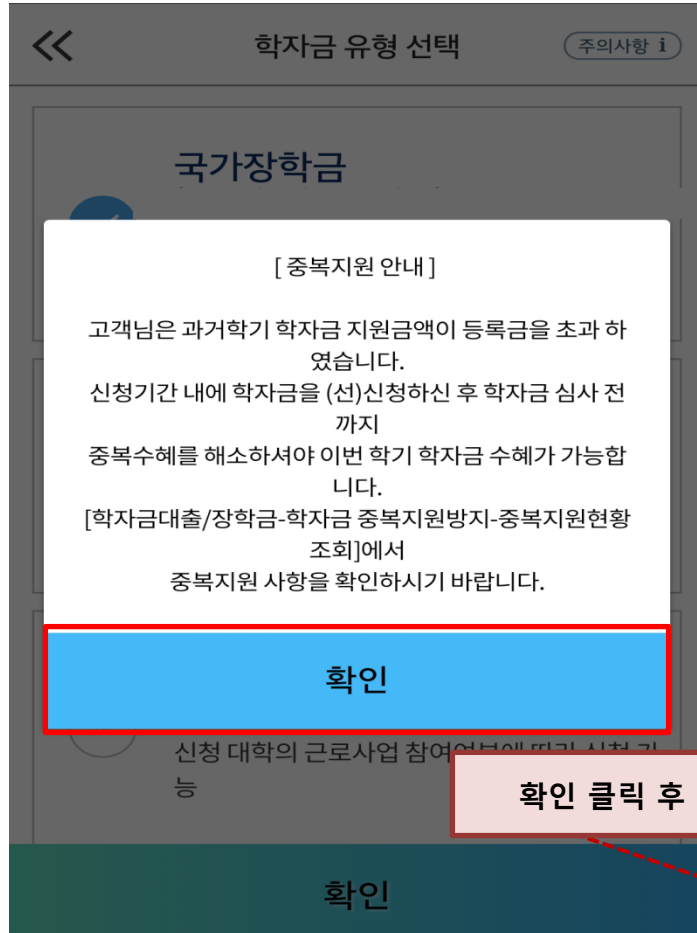 학자금 유형 선택
주의사항 i
국가장학금
[ 중복지원 안내 ]
고객님은 과거학기 학자금 지원금액이 등록금을 초과 하
였습니다.
신청기간 내에 학자금을 (선)신청하신 후 학자금 심사 전
까지
중복수혜를 해소하셔야 이번 학기 학자금 수혜가 가능합
니다.
[학자금대출/장학금-학자금 중복지원방지-중복지원현황
조회]에서
중복지원 사항을 확인하시기 바랍니다.
확인
신청 대학의 근로사업 참여여부에 따라 신청 가
능
확인 클릭 후
확인